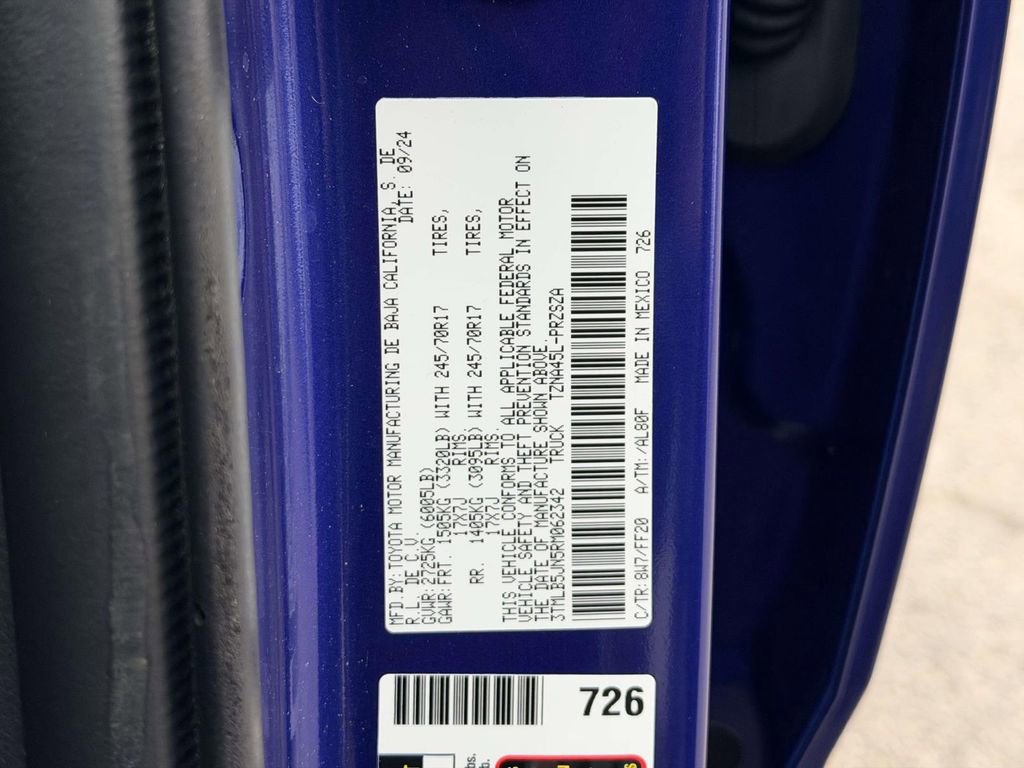 MFD.BY:TOYOTA MOTOR MANUFACTURING DE BAJA CALIFORNIA, S. DE
R.L. DE C.V. DATE: 09/24
GVWR:2725KG (6005LB)
GAWR:FRT. 1505KG (3320LB) WITH 245/70R17 TIRES,
17X7J RIMS
RR. 1405KG (3095LB) WITH 245/70R17 TIRES,
17X7J RIMS
THIS VEHICLE CONFORMS TO ALL APPLICABLE FEDERAL MOTOR
VEHICLE SAFETY AND THEFT PREVENTION STANDARDS IN EFFECT ON
THE DATE OF MANUFACTURE SHOWN ABOVE.
3TMLB5JN5RM062342 TRUCK TZNA45L-PRZSZA
C/TR:8W7/FF20 A/TM:/AL80F MADE IN MEXICO 726
726